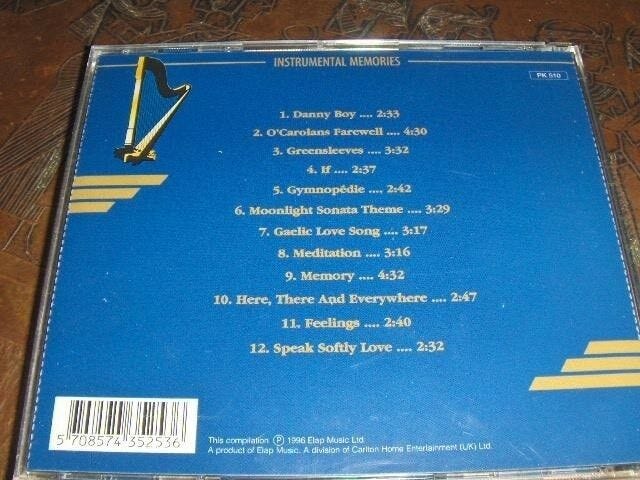 INSTRUMENTAL MEMORIES
PK 510
1. Danny Boy .... 2:33
2. O'Carolans Farewell .... 4:30
3. Greensleeves .... 3:32
4. If .... 2:37
5. Gymnopédie .... 2:42
6. Moonlight Sonata Theme .... 3:29
7. Gaelic Love Song .... 3:17
8. Meditation .... 3:16
9. Memory .... 4:32
10. Here, There And Everywhere .... 2:47
11. Feelings .... 2:40
12. Speak Softly Love .... 2:32
5 708574 352536
This compilation Ⓟ 1996 Elap Music Ltd.
A product of Elap Music. A division of Carlton Home Entertainment (UK) Ltd.